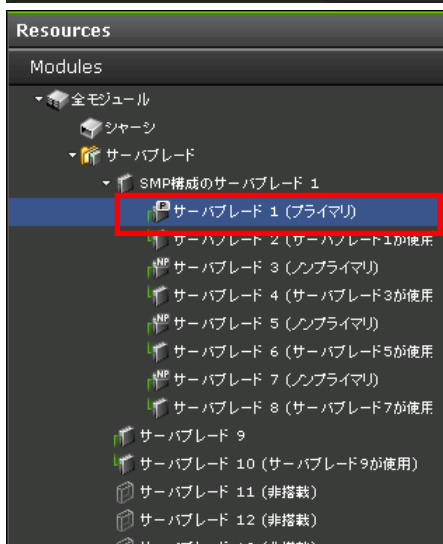 Resources
Modules
全モジュール
シャーシ
サーバブレード
SMP構成のサーバブレード 1
P サーバブレード 1 (プライマリ)
サーバブレード 2 (サーバブレード1が使用
NP サーバブレード 3 (ノンプライマリ)
サーバブレード 4 (サーバブレード3が使用
NP サーバブレード 5 (ノンプライマリ)
サーバブレード 6 (サーバブレード5が使用
NP サーバブレード 7 (ノンプライマリ)
サーバブレード 8 (サーバブレード7が使用
サーバブレード 9
サーバブレード 10 (サーバブレード9が使用)
サーバブレード 11 (非搭載)
サーバブレード 12 (非搭載)